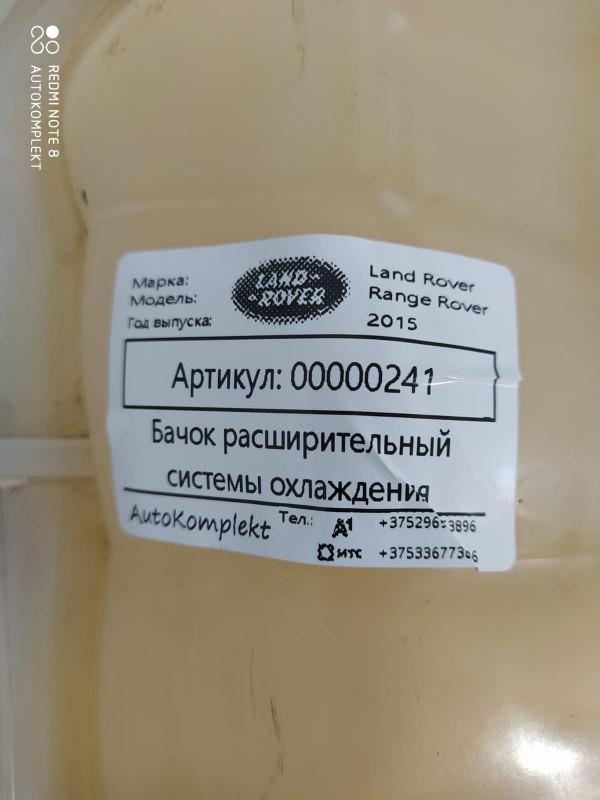 REDMI NOTE 8
AUTOKOMPLEKT
Марка:
Модель:
Год выпуска:
LAND-
-ROVER
Land Rover
Range Rover
2015
Артикул: 00000241
Бачок расширительный
системы охлаждения
AutoKomplekt
Тел.:
A1
мтс